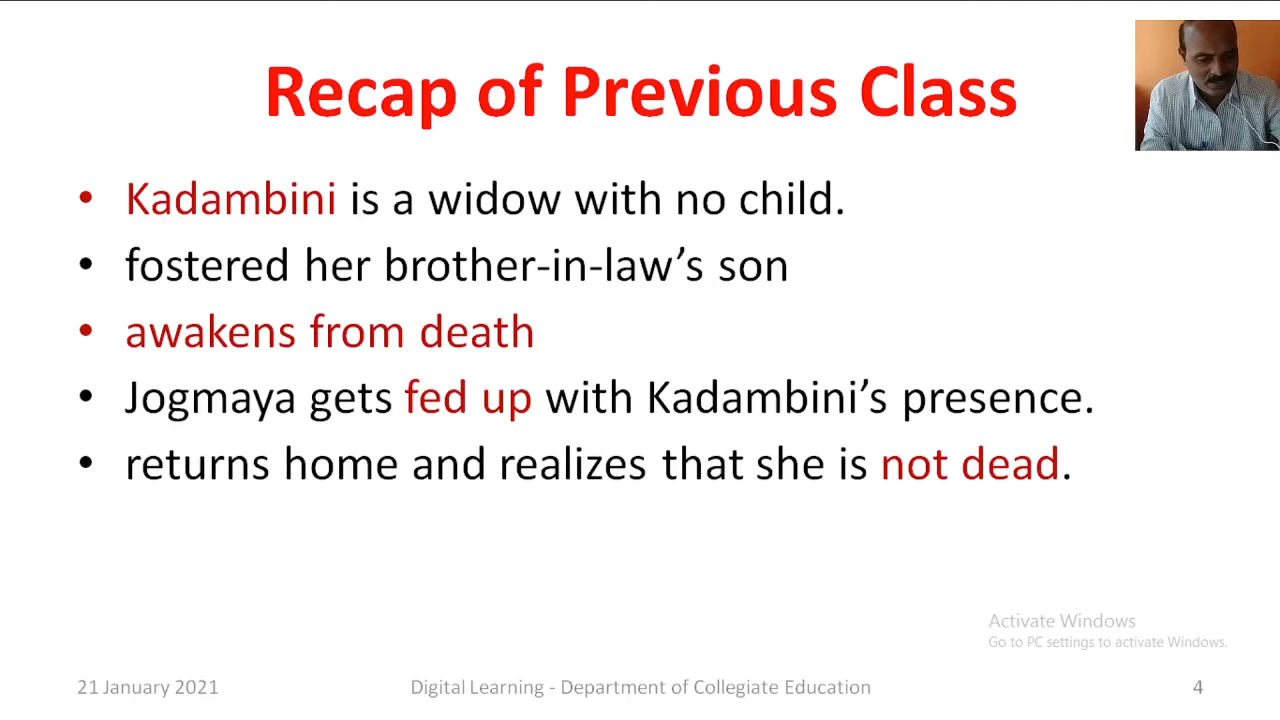 Recap of Previous Class
• Kadambini is a widow with no child.
• fostered her brother-in-law’s son
• awakens from death
• Jogmaya gets fed up with Kadambini’s presence.
• returns home and realizes that she is not dead.
Activate Windows
Go to PC settings to activate Windows.
21 January 2021
Digital Learning - Department of Collegiate Education
4